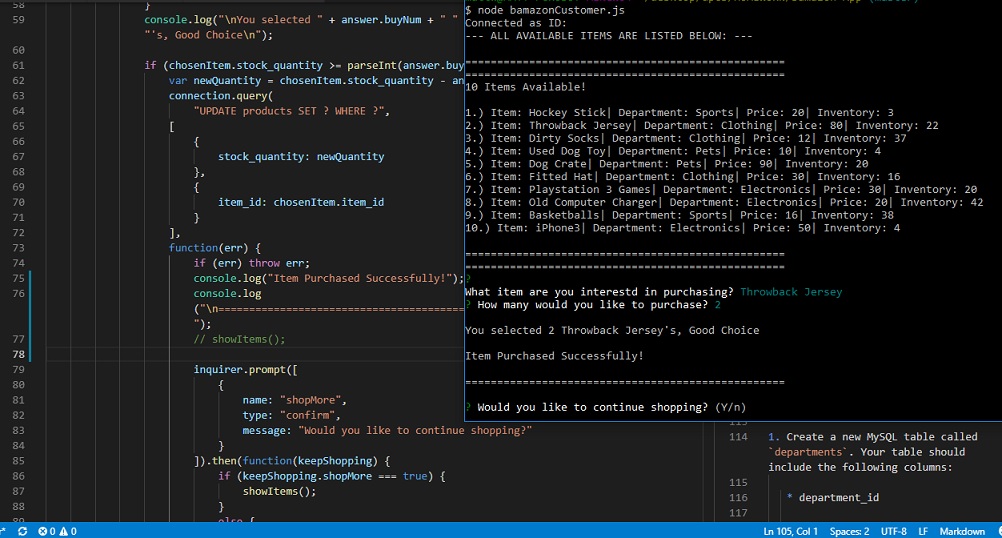 58 }
59 console.log("\nYou selected " + answer.buyNum + " "
"'s, Good Choice\n");
60
61 if (chosenItem.stock_quantity >= parseInt(answer.buy
62 var newQuantity = chosenItem.stock_quantity - an
63 connection.query(
64 "UPDATE products SET ? WHERE ?",
65 [
66 {
67 stock_quantity: newQuantity
68 },
69 {
70 item_id: chosenItem.item_id
71 }
72 ],
73 function(err) {
74 if (err) throw err;
75 console.log("Item Purchased Successfully!");
76 console.log
("\n=======================================
");
77 // showItems();
78
79 inquirer.prompt([
80 {
81 name: "shopMore",
82 type: "confirm",
83 message: "Would you like to continue shopping?"
84 }
85 ]).then(function(keepShopping) {
86 if (keepShopping.shopMore === true) {
87 showItems();
88 }
89 else {
$ node bamazonCustomer.js
Connected as ID:
--- ALL AVAILABLE ITEMS ARE LISTED BELOW: ---
==================================================
==================================================
10 Items Available!
1.) Item: Hockey Stick| Department: Sports| Price: 20| Inventory: 3
2.) Item: Throwback Jersey| Department: Clothing| Price: 80| Inventory: 22
3.) Item: Dirty Socks| Department: Clothing| Price: 12| Inventory: 37
4.) Item: Used Dog Toy| Department: Pets| Price: 10| Inventory: 4
5.) Item: Dog Crate| Department: Pets| Price: 90| Inventory: 20
6.) Item: Fitted Hat| Department: Clothing| Price: 30| Inventory: 16
7.) Item: Playstation 3 Games| Department: Electronics| Price: 30| Inventory: 20
8.) Item: Old Computer Charger| Department: Electronics| Price: 20| Inventory: 42
9.) Item: Basketballs| Department: Sports| Price: 16| Inventory: 38
10.) Item: iPhone3| Department: Electronics| Price: 50| Inventory: 4
==================================================
==================================================
?
What item are you interestd in purchasing? Throwback Jersey
? How many would you like to purchase? 2
You selected 2 Throwback Jersey's, Good Choice
Item Purchased Successfully!
==================================================
? Would you like to continue shopping? (Y/n)
113
114 1. Create a new MySQL table called
`departments`. Your table should
include the following columns:
115
116 * department_id
117
0 0 Ln 105, Col 1 Spaces: 2 UTF-8 LF Markdown